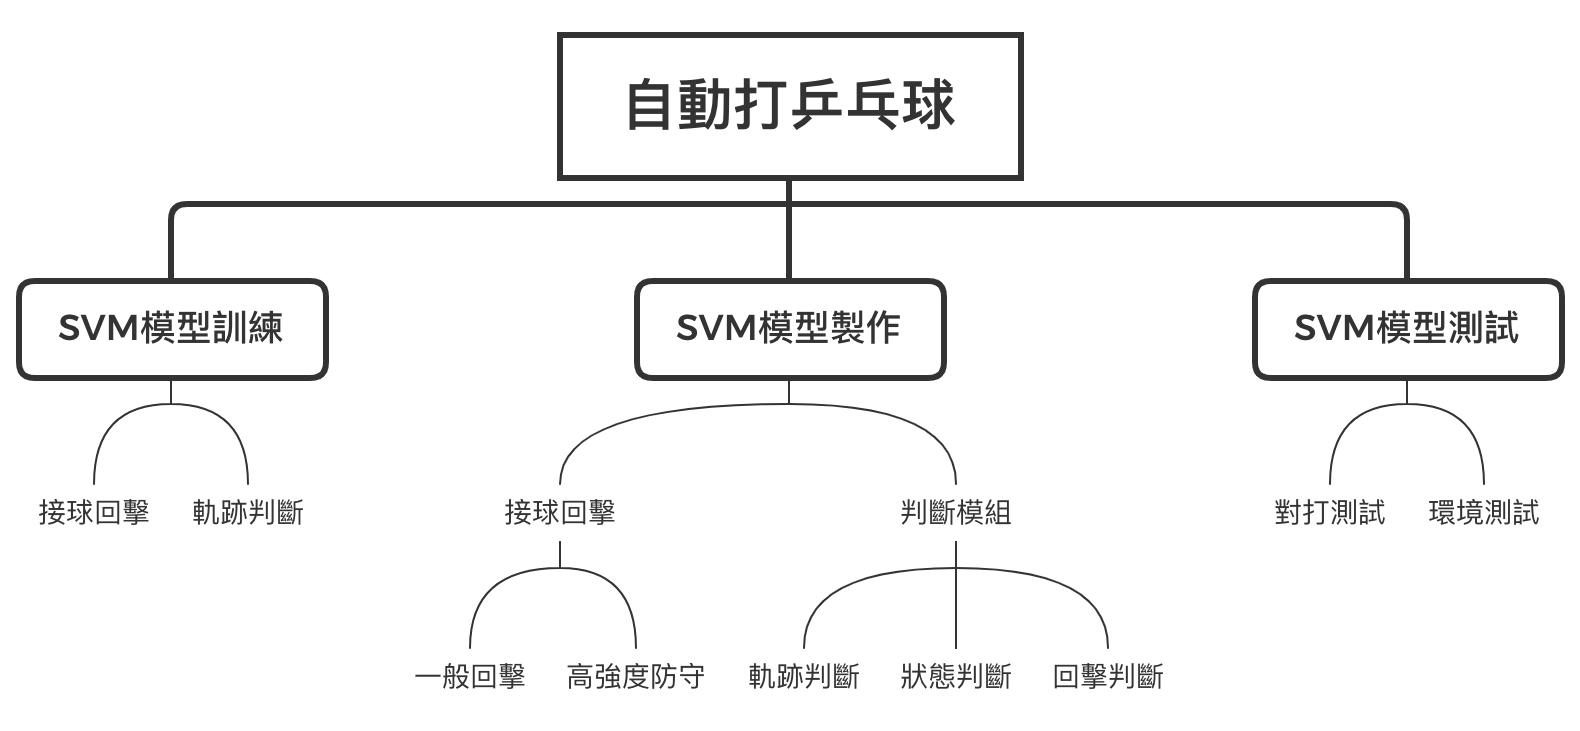 自動打乒乓球
SVM模型訓練
SVM模型製作
SVM模型測試
接球回擊
軌跡判斷
接球回擊
判斷模組
對打測試
環境測試
一般回擊
高強度防守
軌跡判斷
狀態判斷
回擊判斷